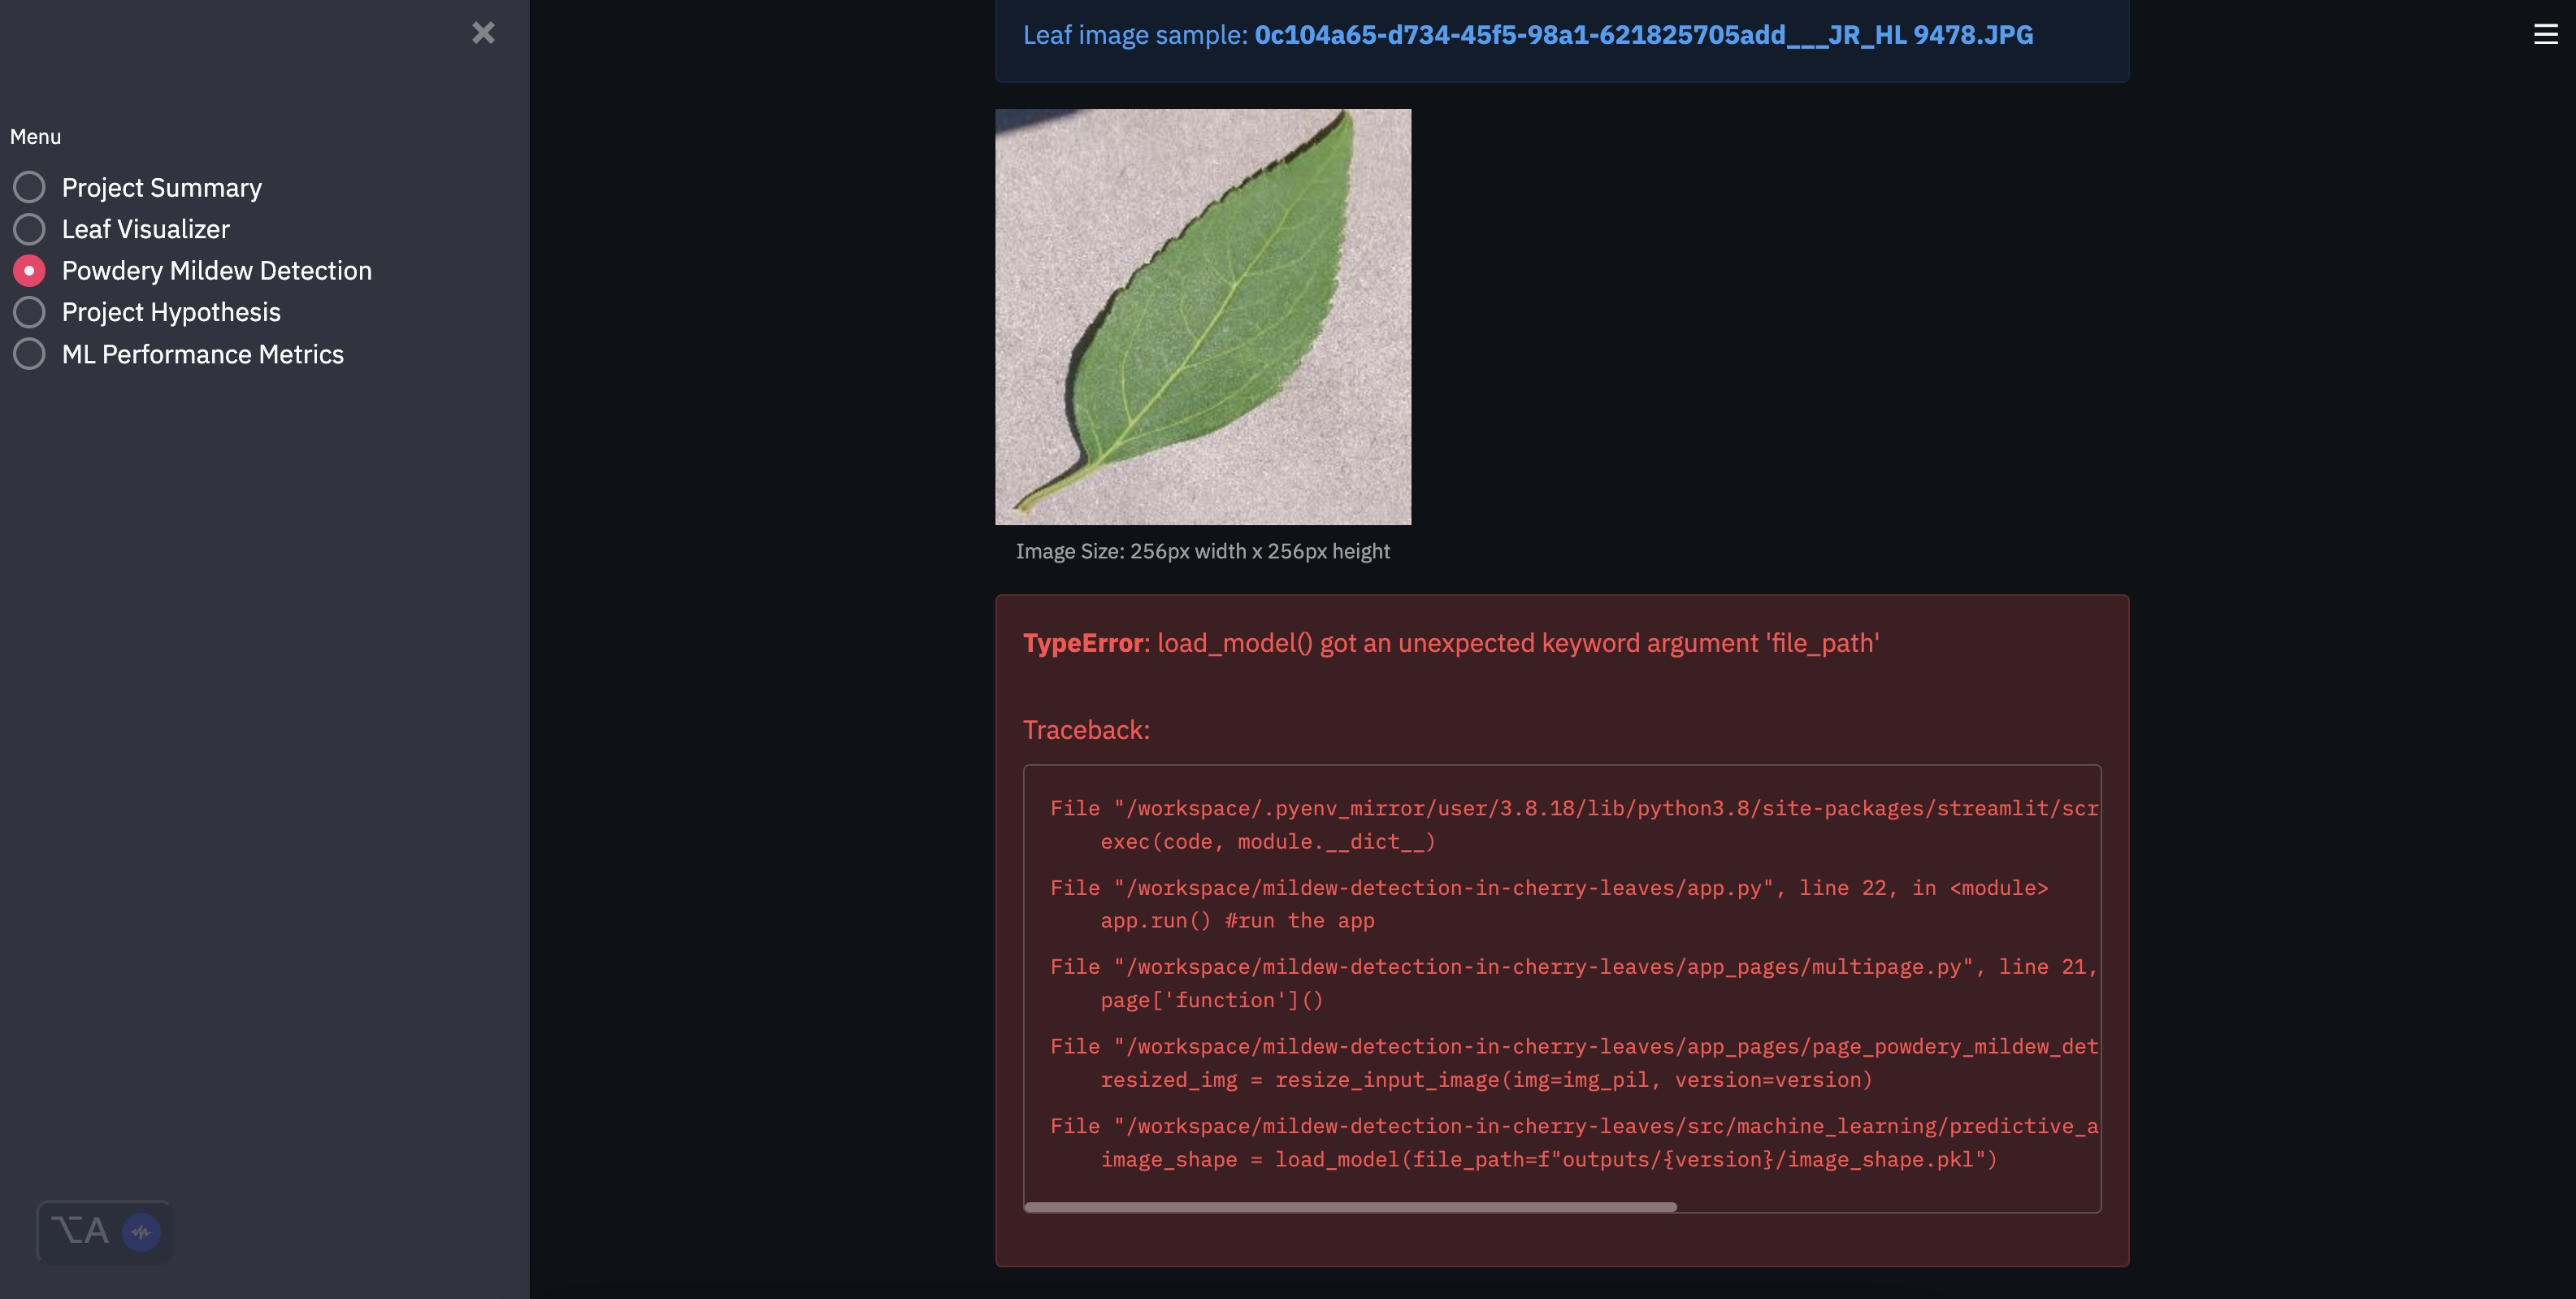 Leaf image sample: 0c104a65-d734-45f5-98a1-621825705add___JR_HL 9478.JPG
Menu
Project Summary
Leaf Visualizer
Powdery Mildew Detection
Project Hypothesis
ML Performance Metrics
Image Size: 256px width x 256px height
TypeError: load_model() got an unexpected keyword argument 'file_path'
Traceback:
File "/workspace/.pyenv_mirror/user/3.8.18/lib/python3.8/site-packages/streamlit/scr
exec(code, module.__dict__)
File "/workspace/mildew-detection-in-cherry-leaves/app.py", line 22, in <module>
app.run() #run the app
File "/workspace/mildew-detection-in-cherry-leaves/app_pages/multipage.py", line 21,
page['function']()
File "/workspace/mildew-detection-in-cherry-leaves/app_pages/page_powdery_mildew_det
resized_img = resize_input_image(img=img_pil, version=version)
File "/workspace/mildew-detection-in-cherry-leaves/src/machine_learning/predictive_a
image_shape = load_model(file_path=f"outputs/{version}/image_shape.pkl")
⌥A